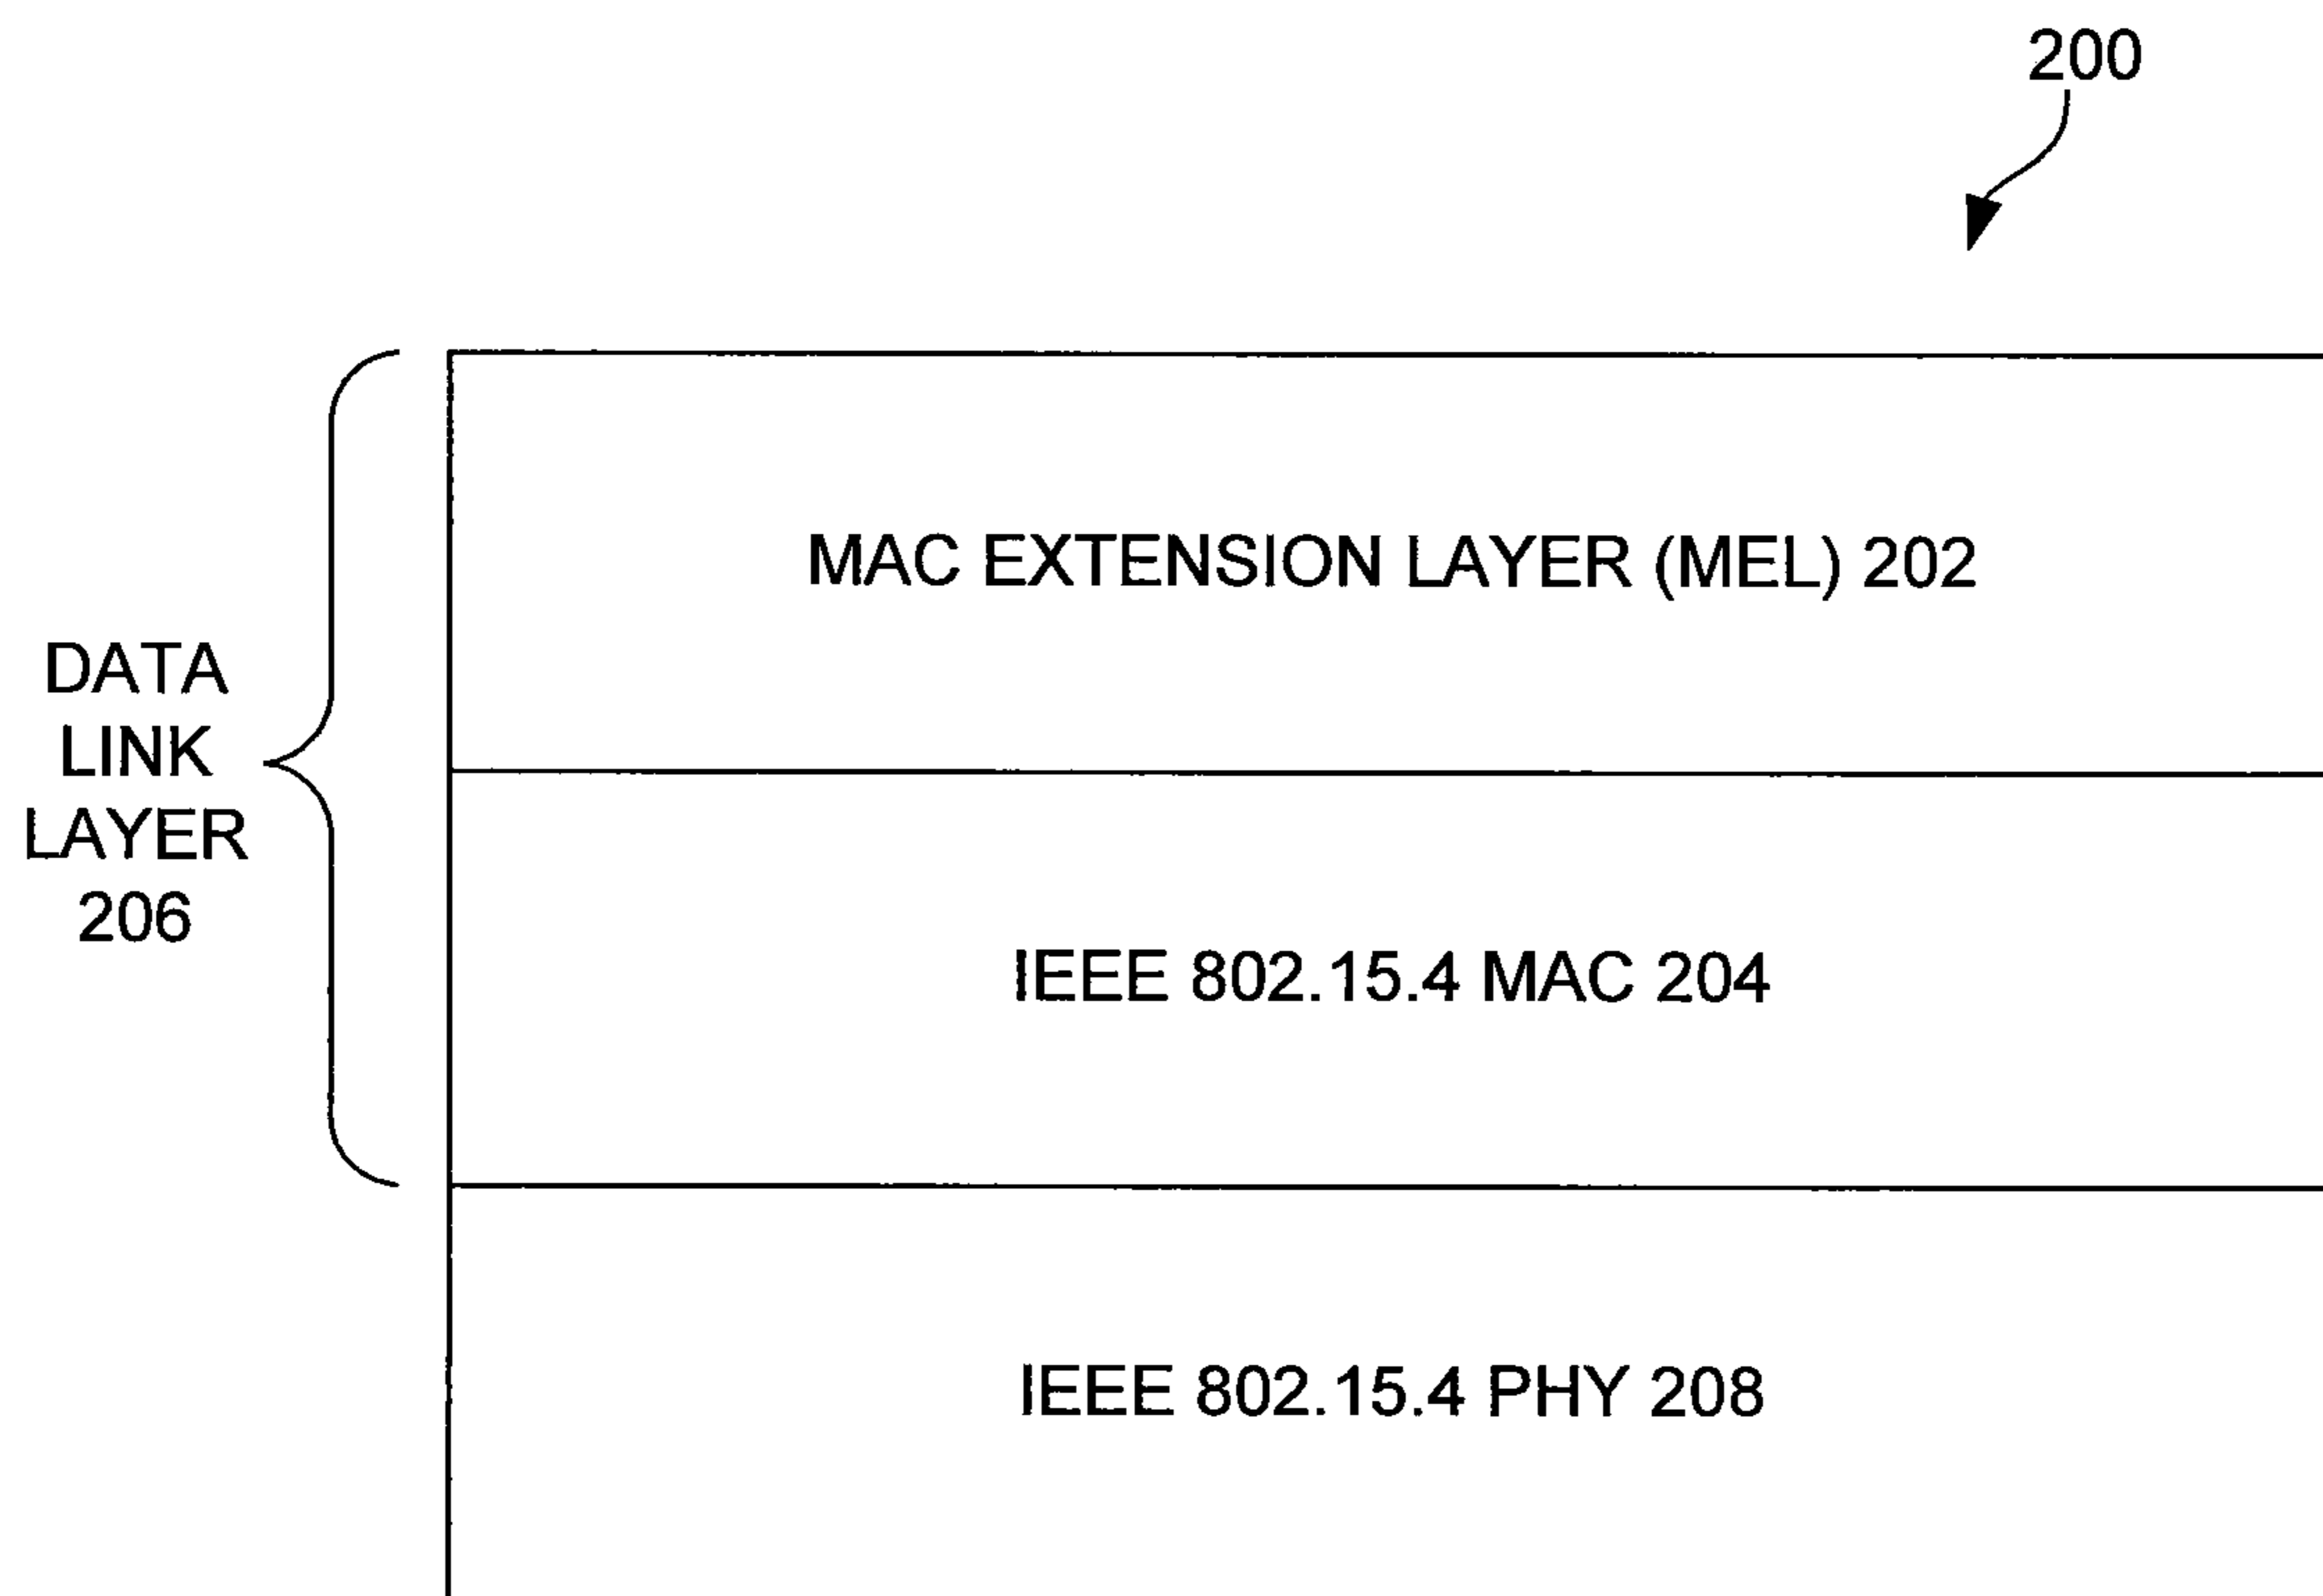 200
MAC EXTENSION LAYER (MEL) 202
DATA
LINK
LAYER
206
IEEE 802.15.4 MAC 204
IEEE 802.15.4 PHY 208